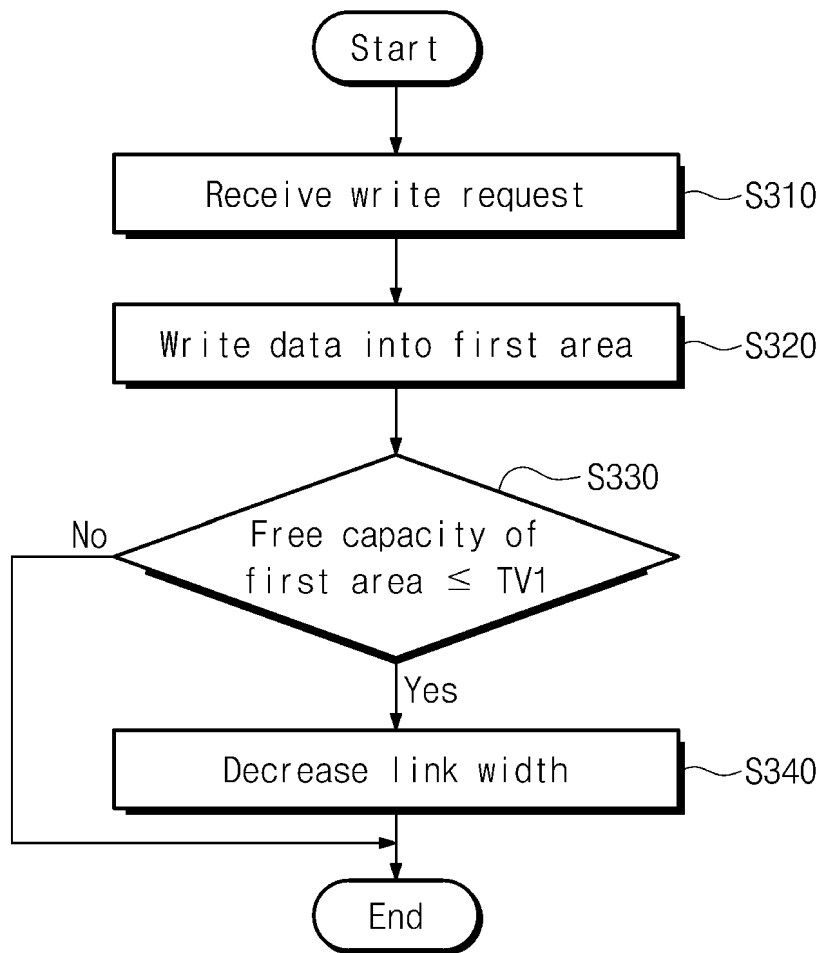 Start
Receive write request
S310
Write data into first area
S320
S330
No
Free capacity of
first area ≤ TV1
Yes
Decrease link width
S340
End